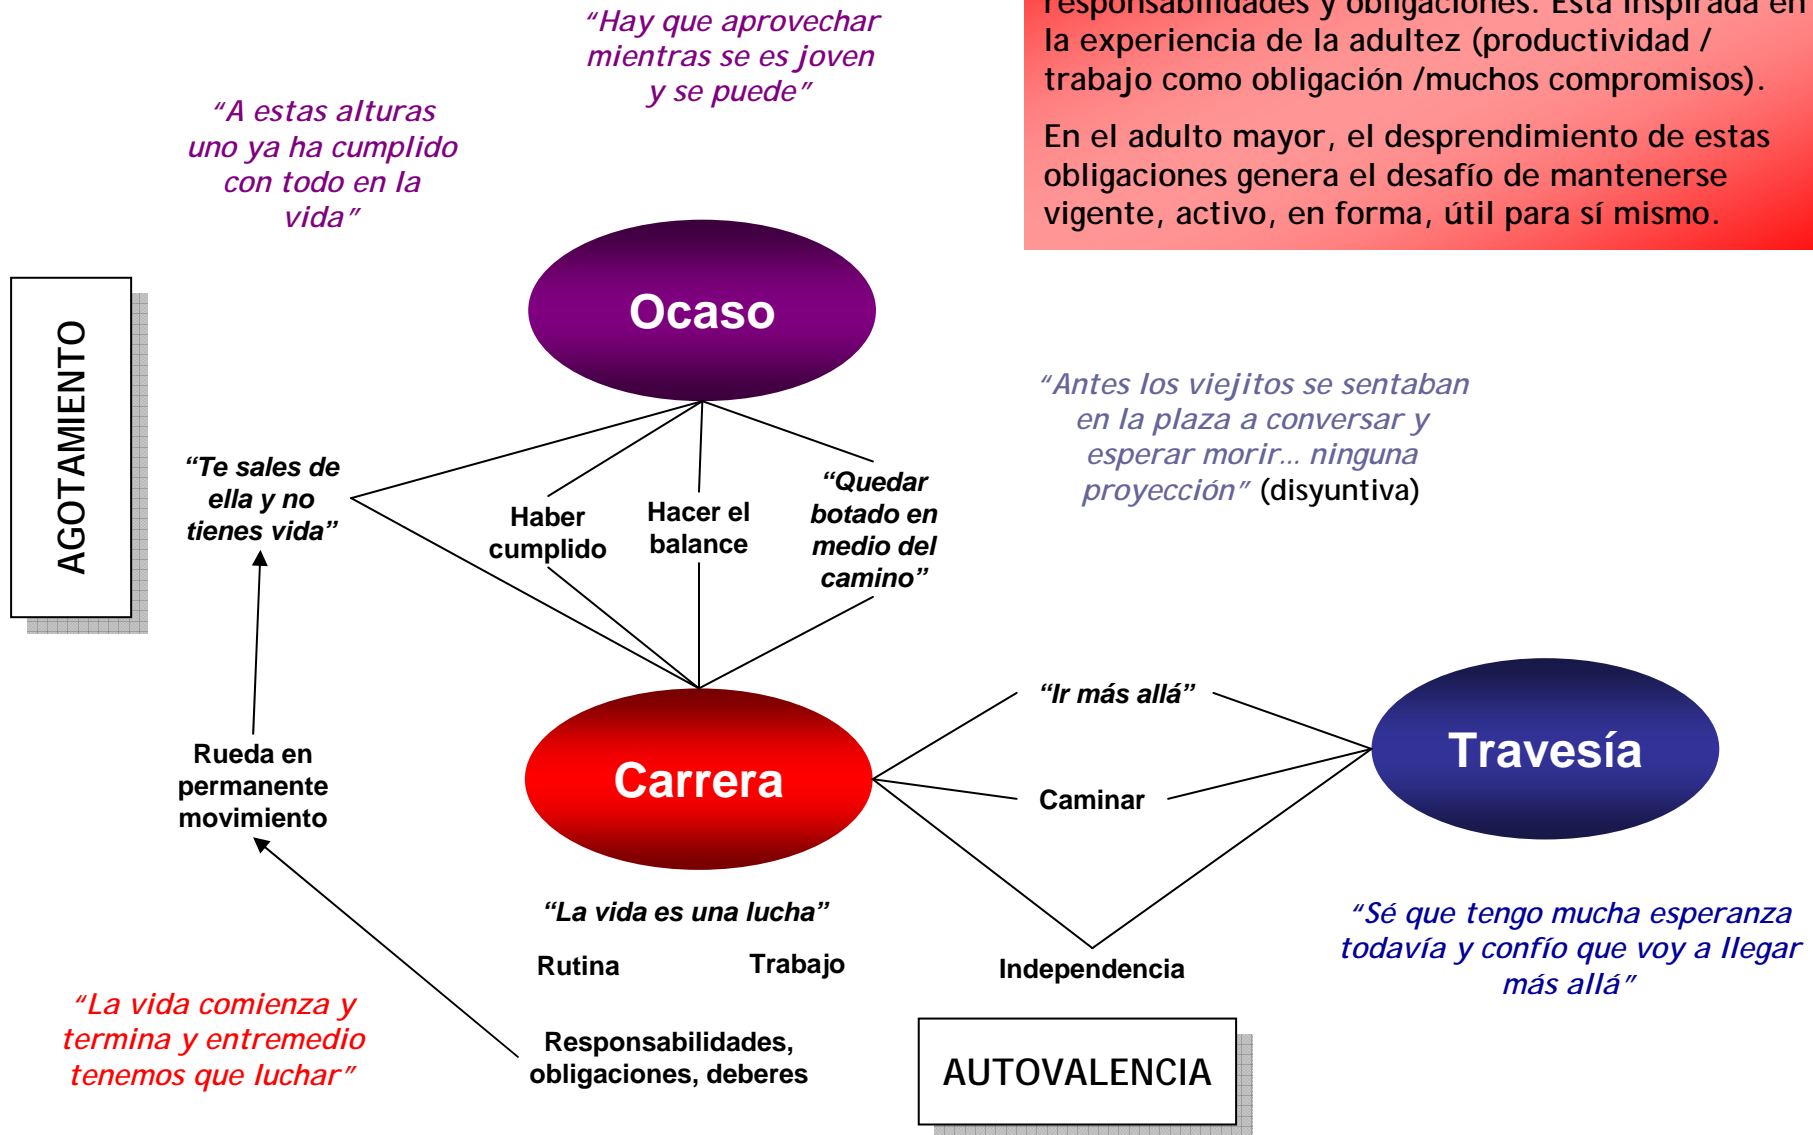 responsabilidades y obligaciones. Está inspirada en
la experiencia de la adultez (productividad /
trabajo como obligación /muchos compromisos).
En el adulto mayor, el desprendimiento de estas
obligaciones genera el desafío de mantenerse
vigente, activo, en forma, útil para sí mismo.
“Hay que aprovechar
mientras se es joven
y se puede”
“A estas alturas
uno ya ha cumplido
con todo en la
vida”
Ocaso
AGOTAMIENTO
“Antes los viejitos se sentaban
en la plaza a conversar y
esperar morir... ninguna
proyección” (disyuntiva)
“Te sales de
ella y no
tienes vida”
Haber
cumplido
Hacer el
balance
“Quedar
botado en
medio del
camino”
“Ir más allá”
Travesía
Carrera
Caminar
Rueda en
permanente
movimiento
“La vida es una lucha”
Rutina
Trabajo
Independencia
“Sé que tengo mucha esperanza
todavía y confío que voy a llegar
más allá”
“La vida comienza y
termina y entremedio
tenemos que luchar”
Responsabilidades,
obligaciones, deberes
AUTOVALENCIA